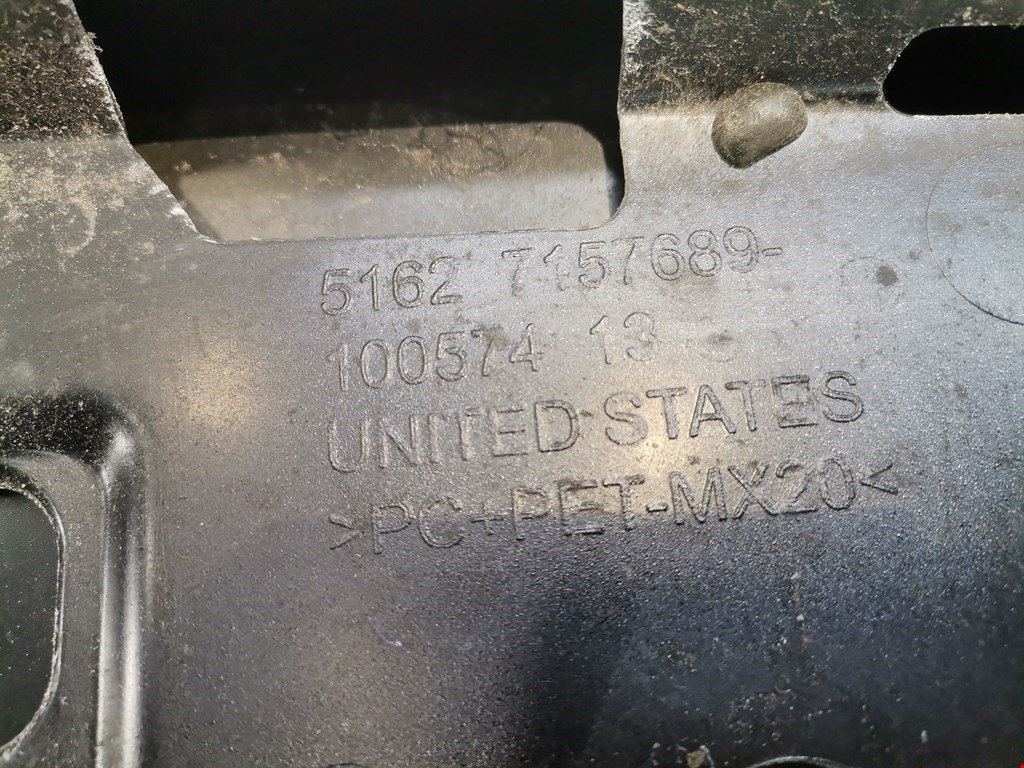 5162 7157689-
100574 13
UNITED STATES
>PC+PET-MX20<